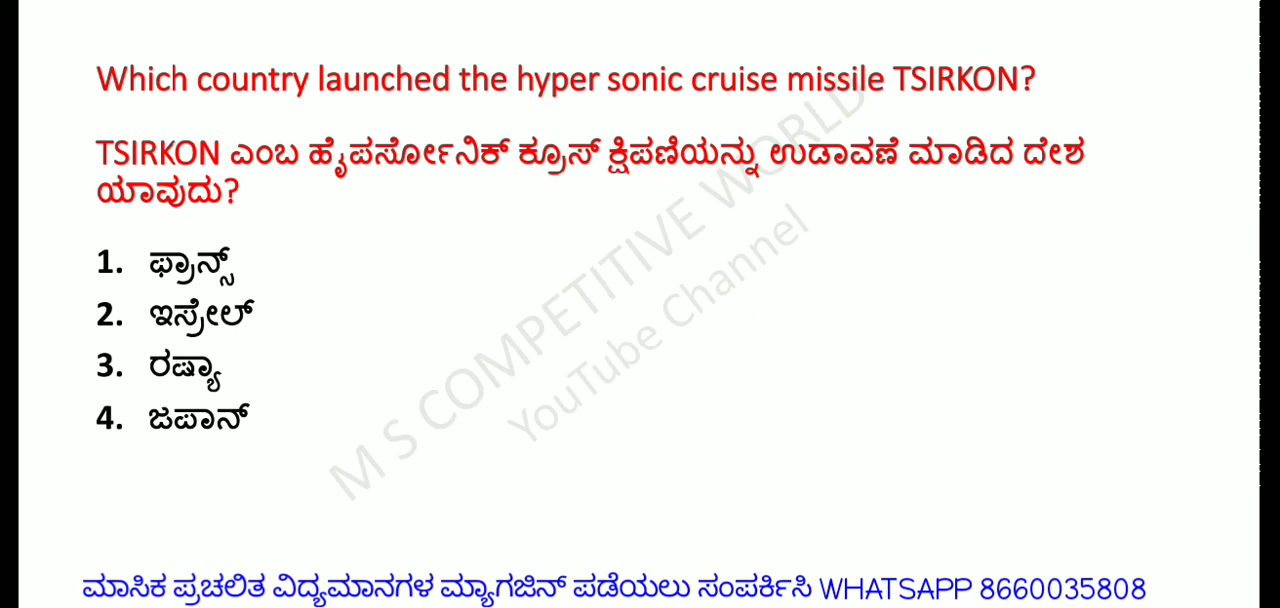 Which country launched the hyper sonic cruise missile TSIRKON?
TSIRKON ಎಂಬ ಹೈಪರ್ಸೋನಿಕ್ ಕ್ರೂಸ್ ಕ್ಷಿಪಣಿಯನ್ನು ಉಡಾವಣೆ ಮಾಡಿದ ದೇಶ
ಯಾವುದು?
1. ಫ್ರಾನ್ಸ್
2. ಇಸ್ರೇಲ್
3. ರಷ್ಯಾ
4. ಜಪಾನ್
M S COMPETITIVE WORLD
YouTube Channel
ಮಾಸಿಕ ಪ್ರಚಲಿತ ವಿದ್ಯಮಾನಗಳ ಮ್ಯಾಗಜಿನ್ ಪಡೆಯಲು ಸಂಪರ್ಕಿಸಿ WHATSAPP 8660035808